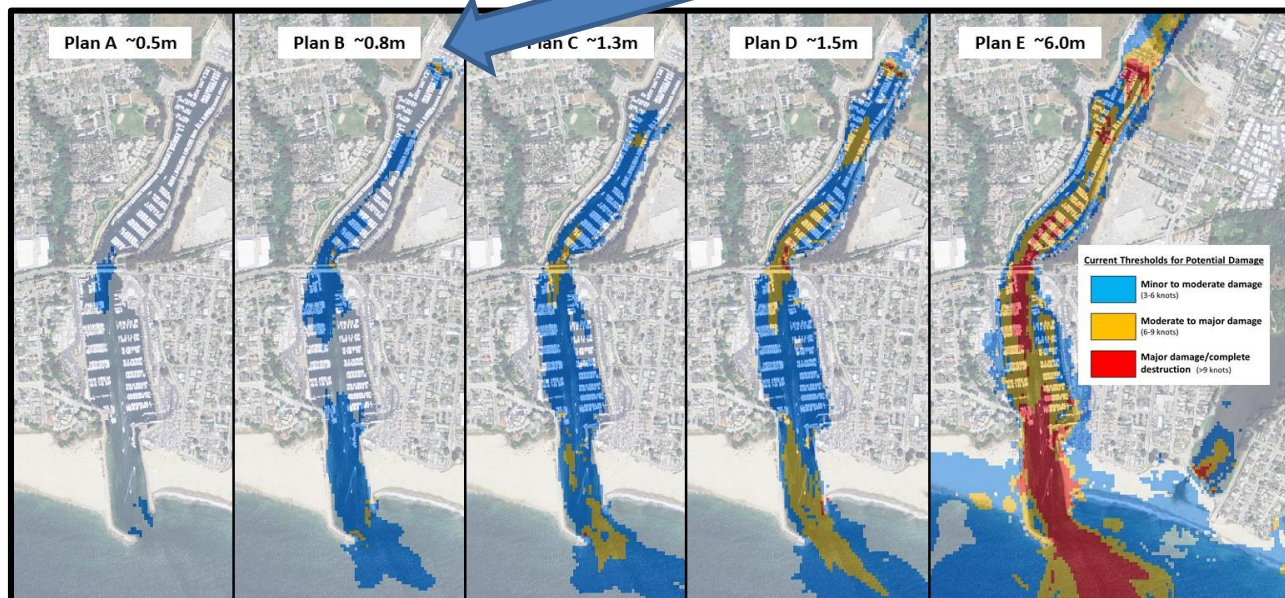 Plan A ~0.5m
Plan B ~0.8m
Plan C ~1.3m
Plan D ~1.5m
Plan E ~6.0m
Current Thresholds for Potential Damage
Minor to moderate damage
(3-6 knots)
Moderate to major damage
(6-9 knots)
Major damage/complete
destruction (>9 knots)